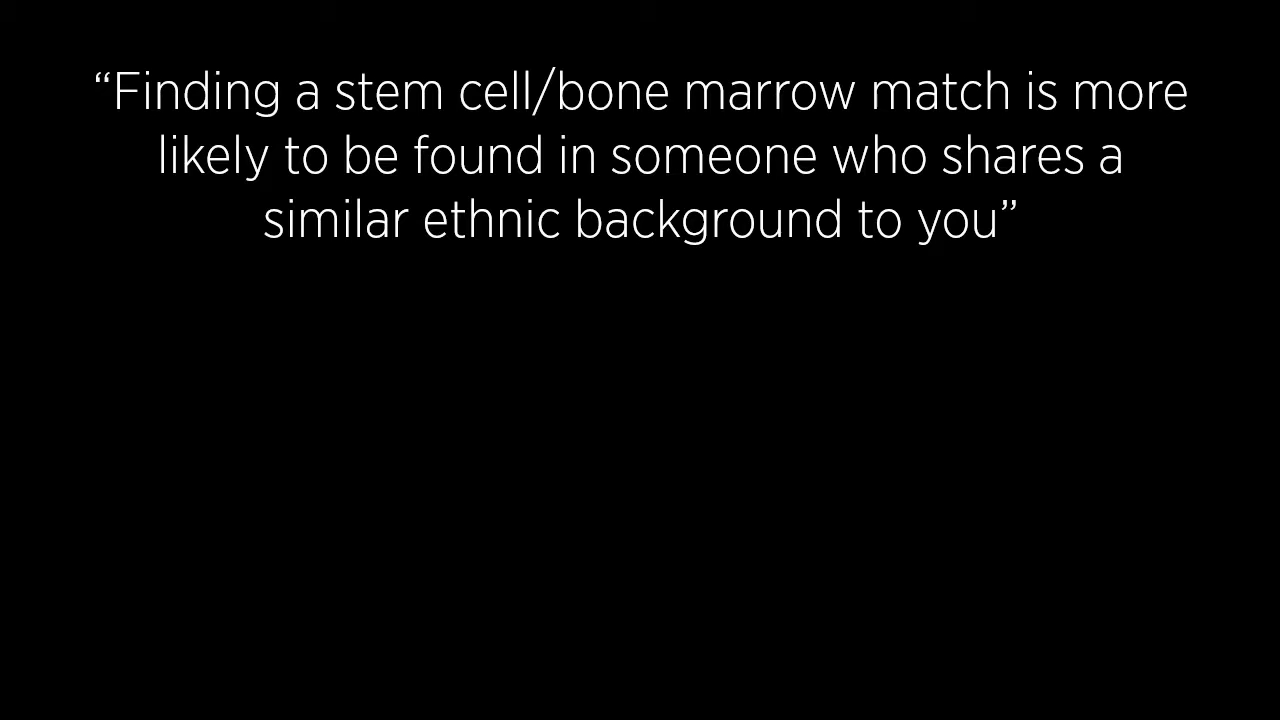 “Finding a stem cell/bone marrow match is more
likely to be found in someone who shares a
similar ethnic background to you”